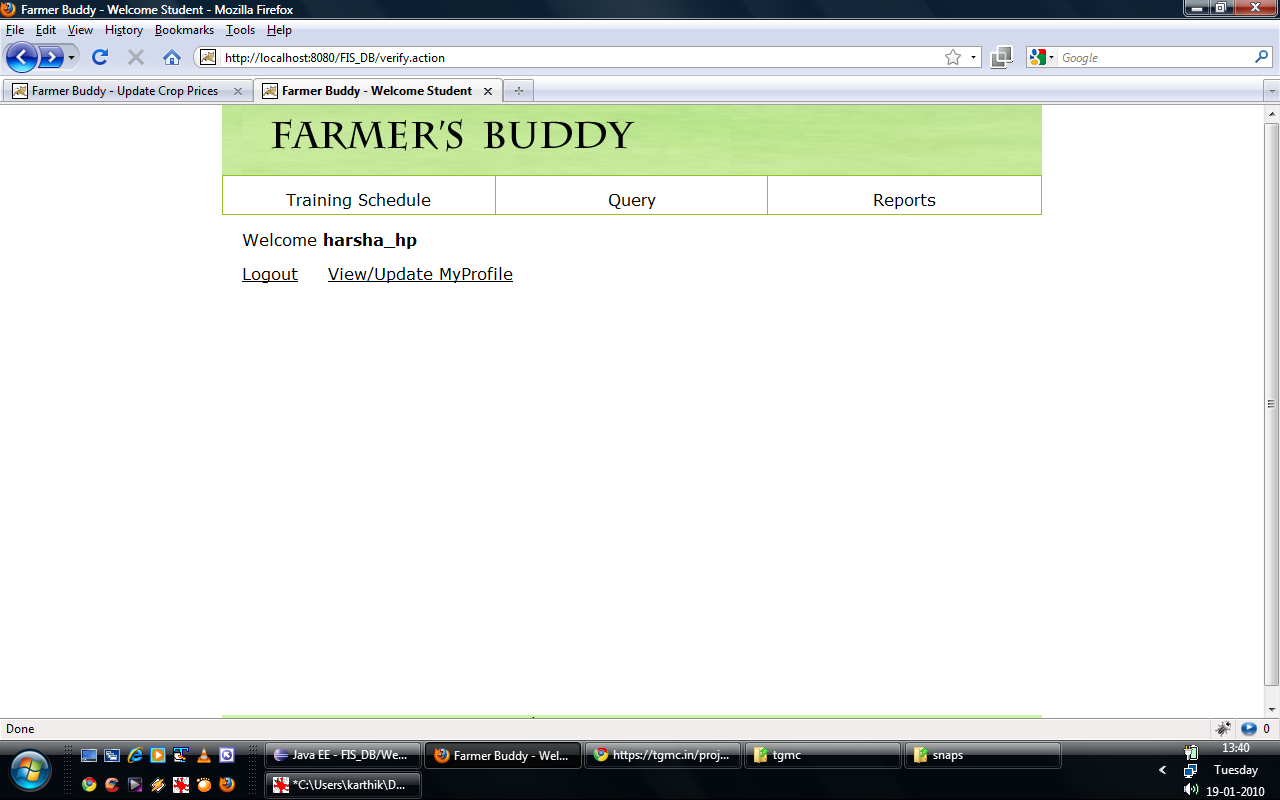 Farmer Buddy - Welcome Student - Mozilla Firefox
File Edit View History Bookmarks Tools Help
http://localhost:8080/FIS_DB/verify.action
Google
Farmer Buddy - Update Crop Prices
Farmer Buddy - Welcome Student
FARMER'S BUDDY
Training Schedule Query Reports
Welcome harsha_hp
Logout View/Update MyProfile
Done 0
Java EE - FIS_DB/We... Farmer Buddy - Wel... https://tgmc.in/proj... tgmc snaps
*C:\Users\karthik\D...
13:40
Tuesday
19-01-2010